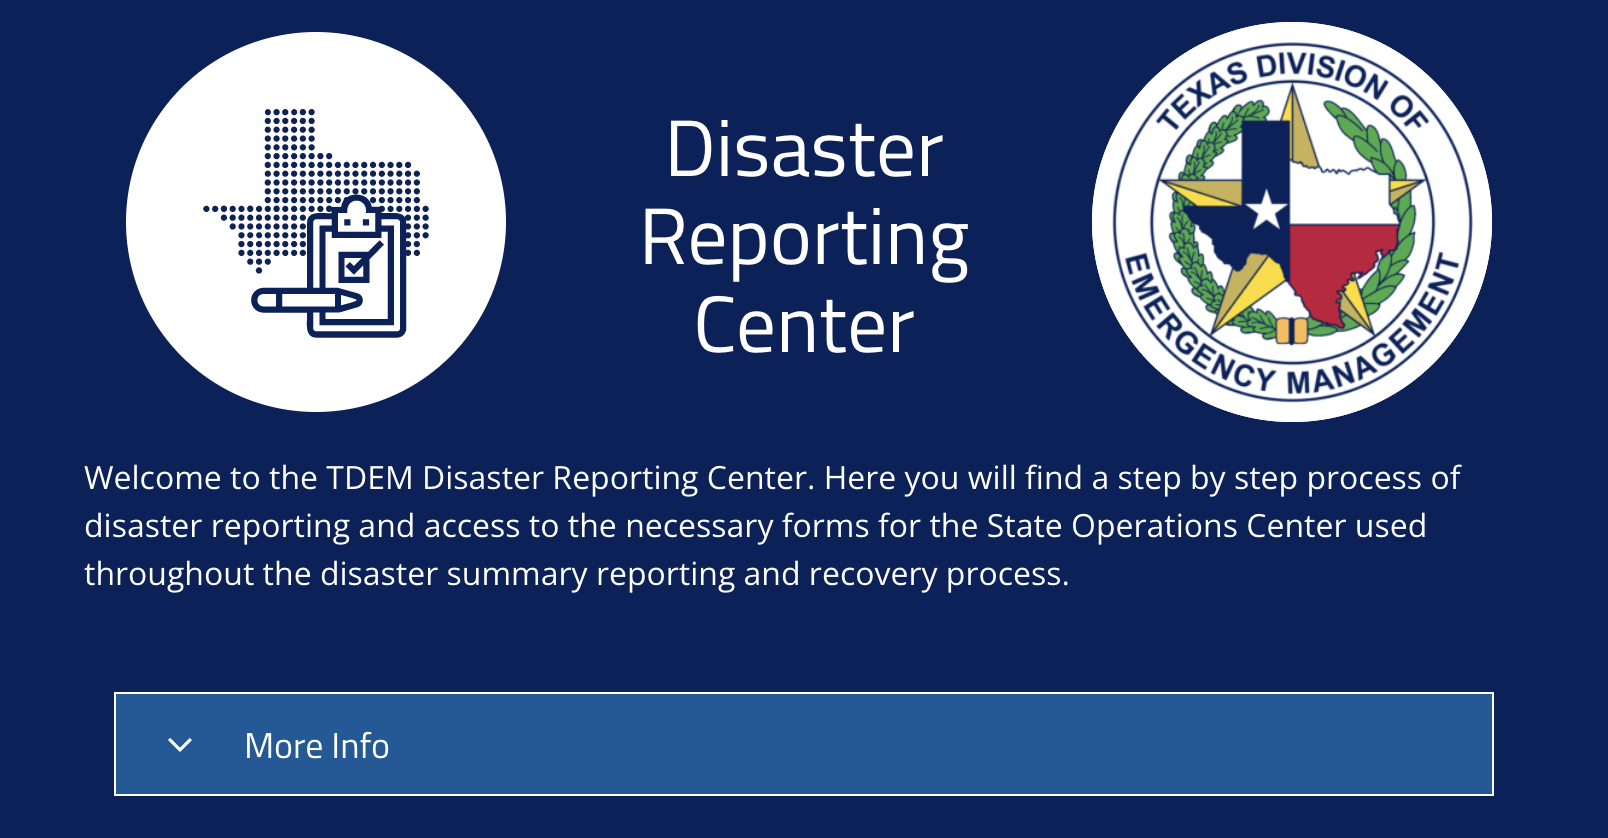 Disaster
Reporting
Center
TEXAS DIVISION OF
EMERGENCY MANAGEMENT
Welcome to the TDEM Disaster Reporting Center. Here you will find a step by step process of
disaster reporting and access to the necessary forms for the State Operations Center used
throughout the disaster summary reporting and recovery process.
More Info